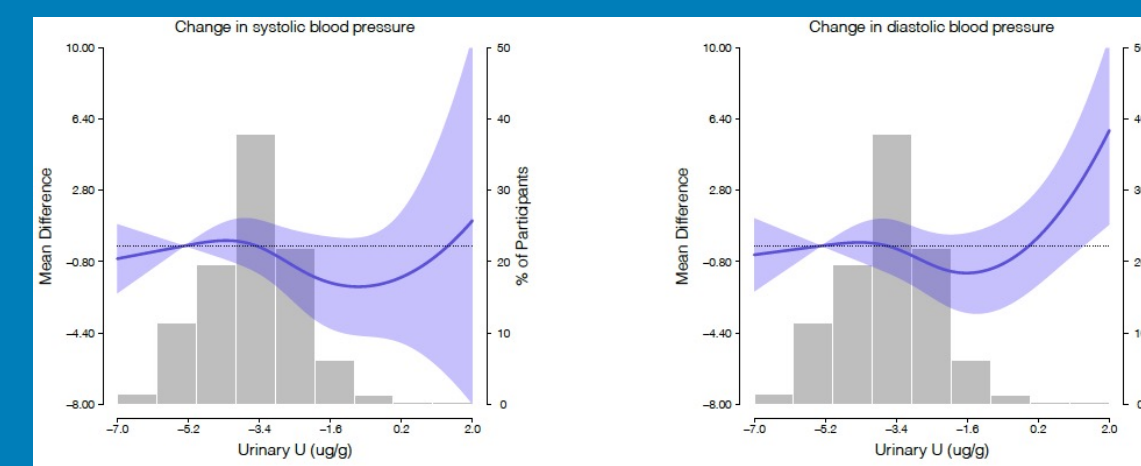 Change in systolic blood pressure
10.00
6.40
2.80
−0.80
−4.40
−8.00
Mean Difference
50
40
30
20
10
0
% of Participants
−7.0 −5.2 −3.4 −1.6 0.2 2.0
Urinary U (ug/g)
Change in diastolic blood pressure
10.00
6.40
2.80
−0.80
−4.40
−8.00
Mean Difference
−7.0 −5.2 −3.4 −1.6 0.2 2.0
Urinary U (ug/g)